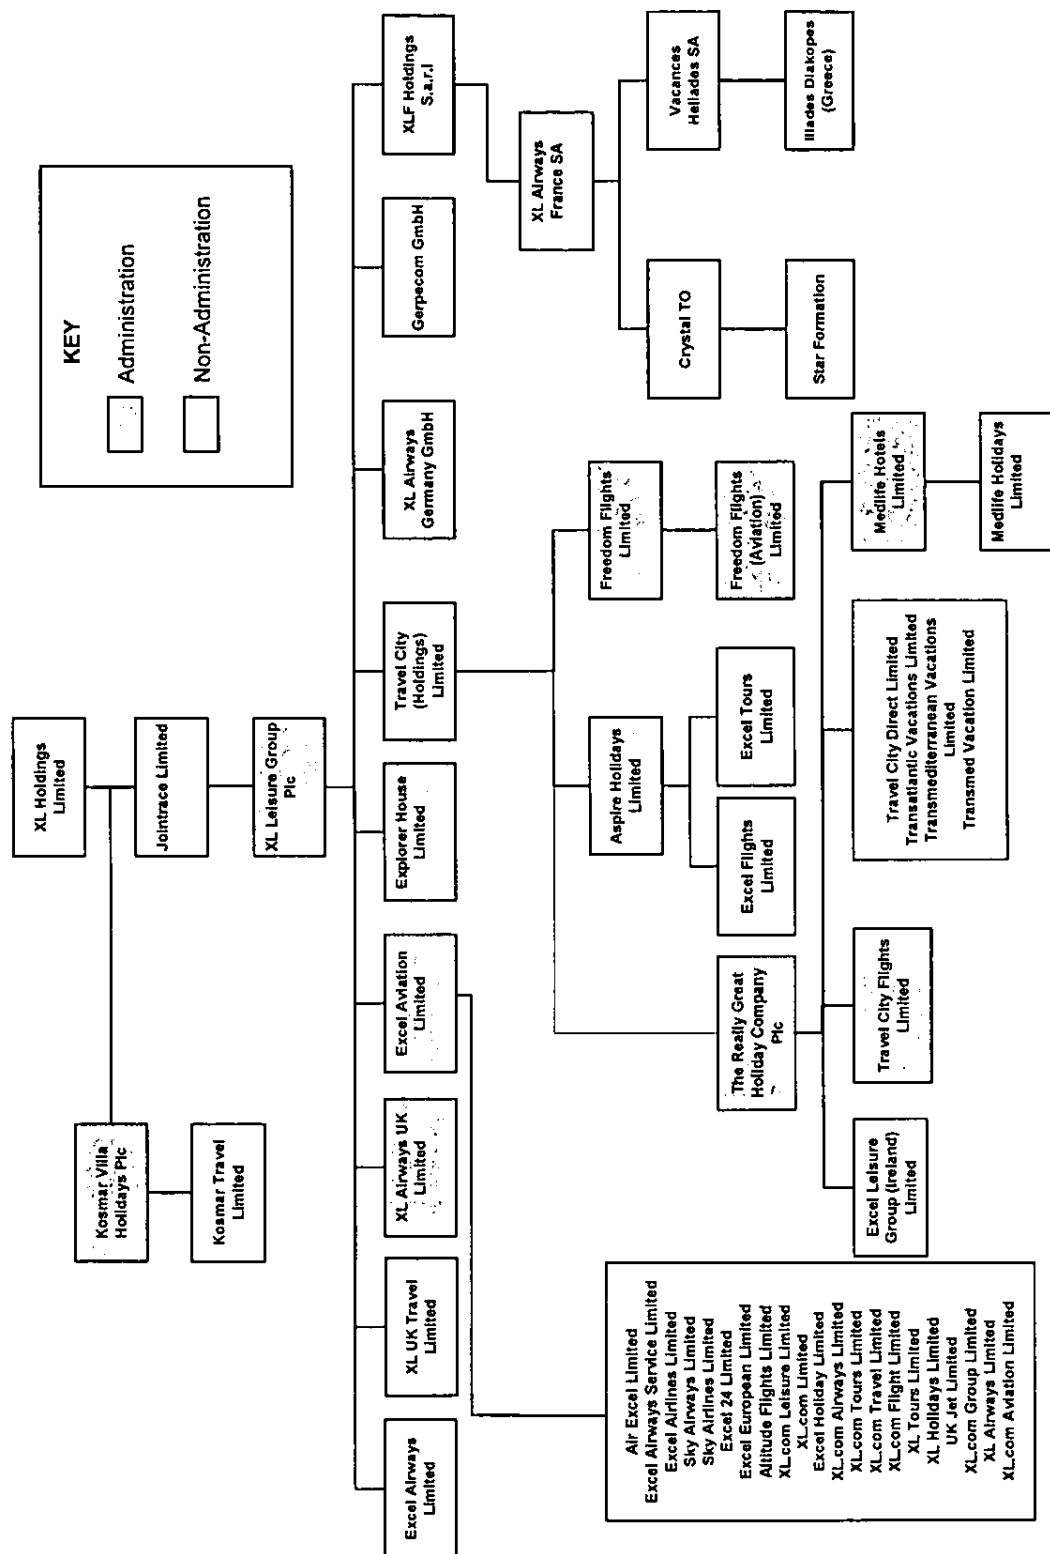 XL Holdings
Limited
Jointrace Limited
XL Leisure Group
Plc
Kosmar Villa
Holidays Plc
Kosmar Travel
Limited
KEY
Administration
Non-Administration
Excel Airways
Limited
XL UK Travel
Limited
XL Airways UK
Limited
Excel Aviation
Limited
Explorer House
Limited
Travel City
(Holdings)
Limited
XL Airways
Germany GmbH
Gerpecom GmbH
XLF Holdings
S.a.r.l
XL Airways
France SA
Crystal TO
Star Formation
Vacances
Heliades SA
Illades Diakopes
(Greece)
Aspire Holidays
Limited
Freedom Flights
Limited
The Really Great
Holiday Company
Plc
Excel Flights
Limited
Excel Tours
Limited
Freedom Flights
(Aviation)
Limited
Excel Leisure
Group (Ireland)
Limited
Travel City Flights
Limited
Travel City Direct Limited
Transatlantic Vacations Limited
Transmediterranean Vacations
Limited
Transmed Vacation Limited
Medlife Hotels
Limited
Medlife Holidays
Limited
Air Excel Limited
Excel Airways Service Limited
Excel Airlines Limited
Sky Airways Limited
Sky Airlines Limited
Excel 24 Limited
Excel European Limited
Altitude Flights Limited
XL.com Leisure Limited
XL.com Limited
Excel Holiday Limited
XL.com Airways Limited
XL.com Tours Limited
XL.com Travel Limited
XL.com Flight Limited
XL Tours Limited
XL Holidays Limited
UK Jet Limited
XL.com Group Limited
XL Airways Limited
XL.com Aviation Limited